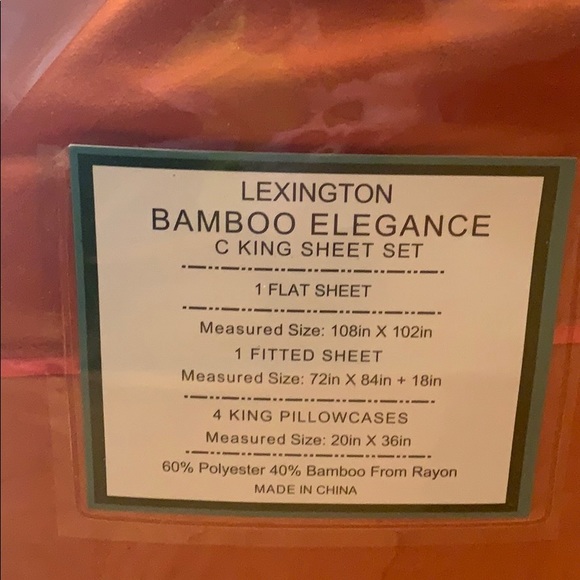 LEXINGTON
BAMBOO ELEGANCE
C KING SHEET SET
1 FLAT SHEET
Measured Size: 108in X 102in
1 FITTED SHEET
Measured Size: 72in X 84in + 18in
4 KING PILLOWCASES
Measured Size: 20in X 36in
60% Polyester 40% Bamboo From Rayon
MADE IN CHINA